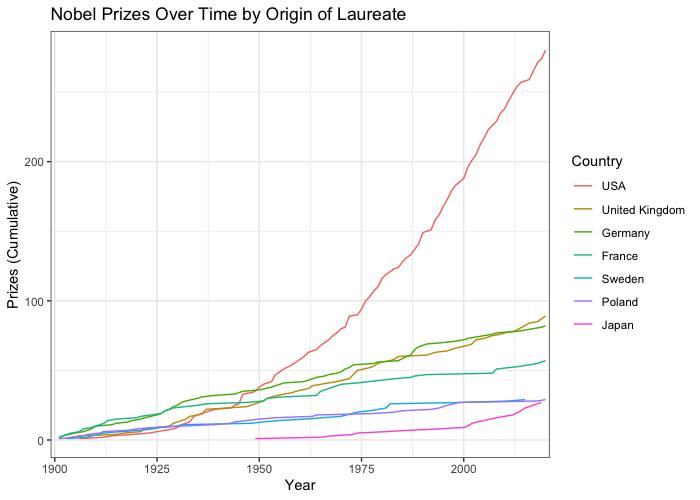 Nobel Prizes Over Time by Origin of Laureate
Prizes (Cumulative)
200
100
0
1900 1925 1950 1975 2000
Year
Country
USA
United Kingdom
Germany
France
Sweden
Poland
Japan